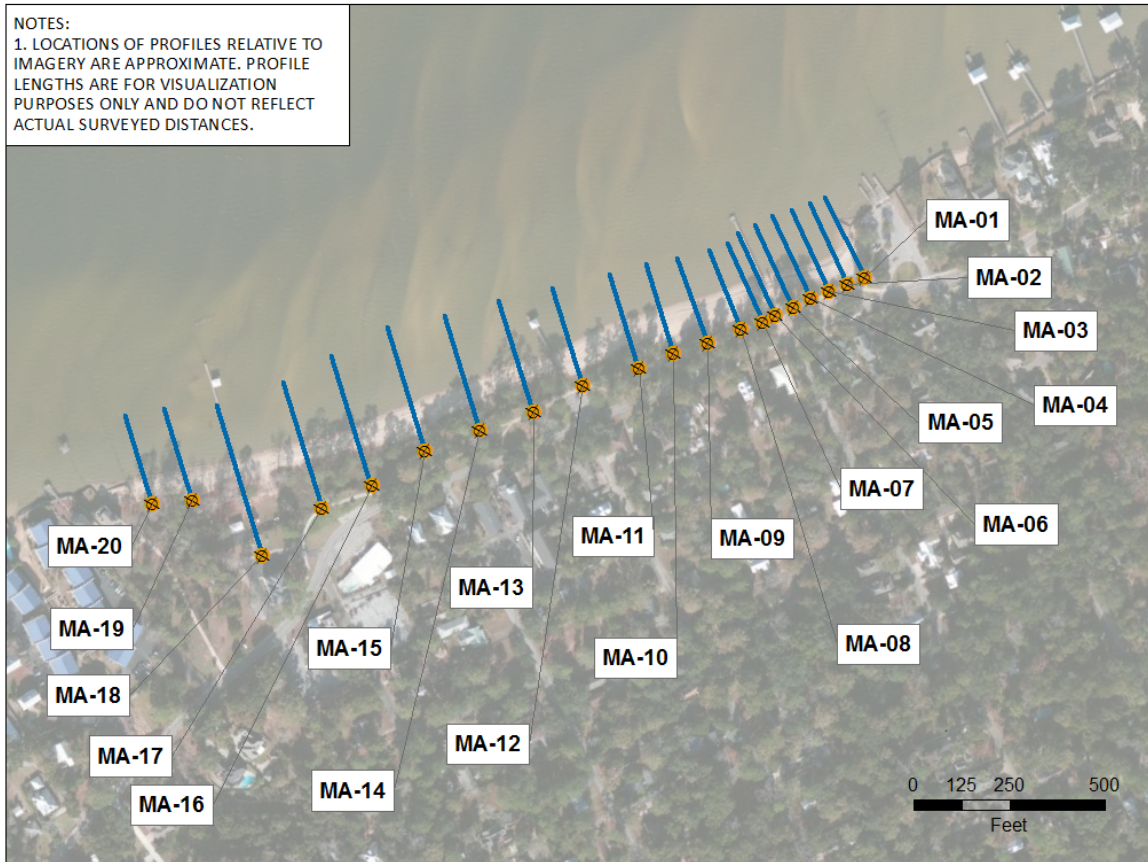 NOTES:
1. LOCATIONS OF PROFILES RELATIVE TO
IMAGERY ARE APPROXIMATE. PROFILE
LENGTHS ARE FOR VISUALIZATION
PURPOSES ONLY AND DO NOT REFLECT
ACTUAL SURVEYED DISTANCES.
MA-01
MA-02
MA-03
MA-04
MA-05
MA-06
MA-07
MA-08
MA-09
MA-10
MA-11
MA-12
MA-13
MA-14
MA-15
MA-16
MA-17
MA-18
MA-19
MA-20
0 125 250 500
Feet